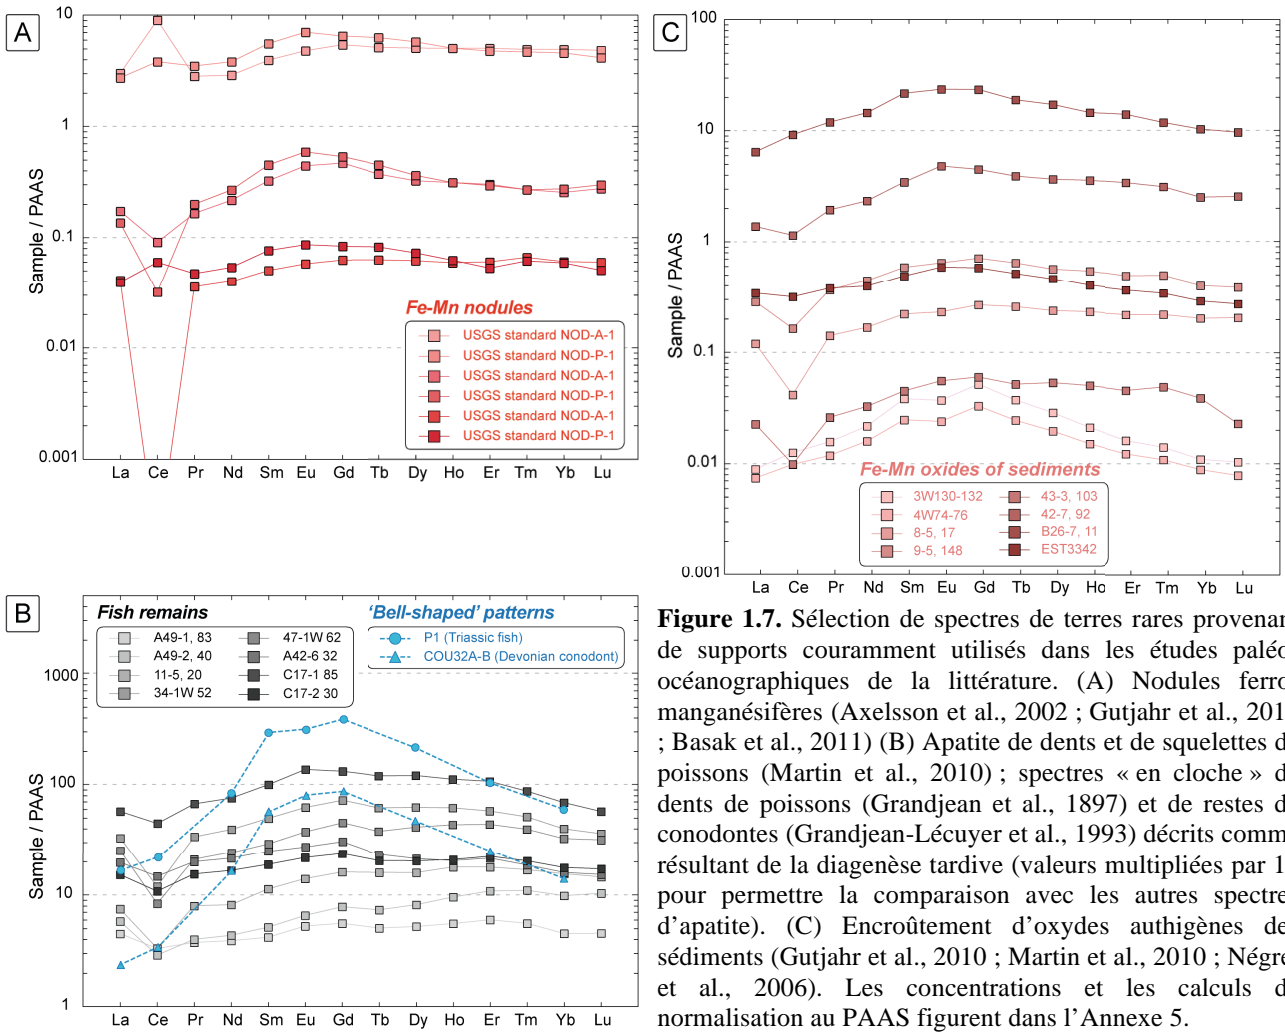 A
10
1
0.1
0.01
0.001
Sample / PAAS
Fe-Mn nodules
USGS standard NOD-A-1
USGS standard NOD-P-1
USGS standard NOD-A-1
USGS standard NOD-P-1
USGS standard NOD-A-1
USGS standard NOD-P-1
La Ce Pr Nd Sm Eu Gd Tb Dy Ho Er Tm Yb Lu
B
Fish remains
A49-1, 83
A49-2, 40
11-5, 20
34-1W 52
47-1W 62
A42-6 32
C17-1 85
C17-2 30
‘Bell-shaped’ patterns
P1 (Triassic fish)
COU32A-B (Devonian conodont)
1000
100
10
1
Sample / PAAS
La Ce Pr Nd Sm Eu Gd Tb Dy Ho Er Tm Yb Lu
C
100
10
1
0.1
0.01
0.001
Sample / PAAS
Fe-Mn oxides of sediments
3W130-132
4W74-76
8-5, 17
9-5, 148
43-3, 103
42-7, 92
B26-7, 11
EST3342
La Ce Pr Nd Sm Eu Gd Tb Dy Ho Er Tm Yb Lu
Figure 1.7. Sélection de spectres de terres rares provenan
de supports couramment utilisés dans les études paléo
océanographiques de la littérature. (A) Nodules ferro
manganésifères (Axelsson et al., 2002 ; Gutjahr et al., 201
; Basak et al., 2011) (B) Apatite de dents et de squelettes d
poissons (Martin et al., 2010) ; spectres « en cloche » d
dents de poissons (Grandjean et al., 1897) et de restes d
conodontes (Grandjean-Lécuyer et al., 1993) décrits comm
résultant de la diagenèse tardive (valeurs multipliées par 1
pour permettre la comparaison avec les autres spectre
d’apatite). (C) Encroûtement d’oxydes authigènes de
sédiments (Gutjahr et al., 2010 ; Martin et al., 2010 ; Négre
et al., 2006). Les concentrations et les calculs d
normalisation au PAAS figurent dans l’Annexe 5.